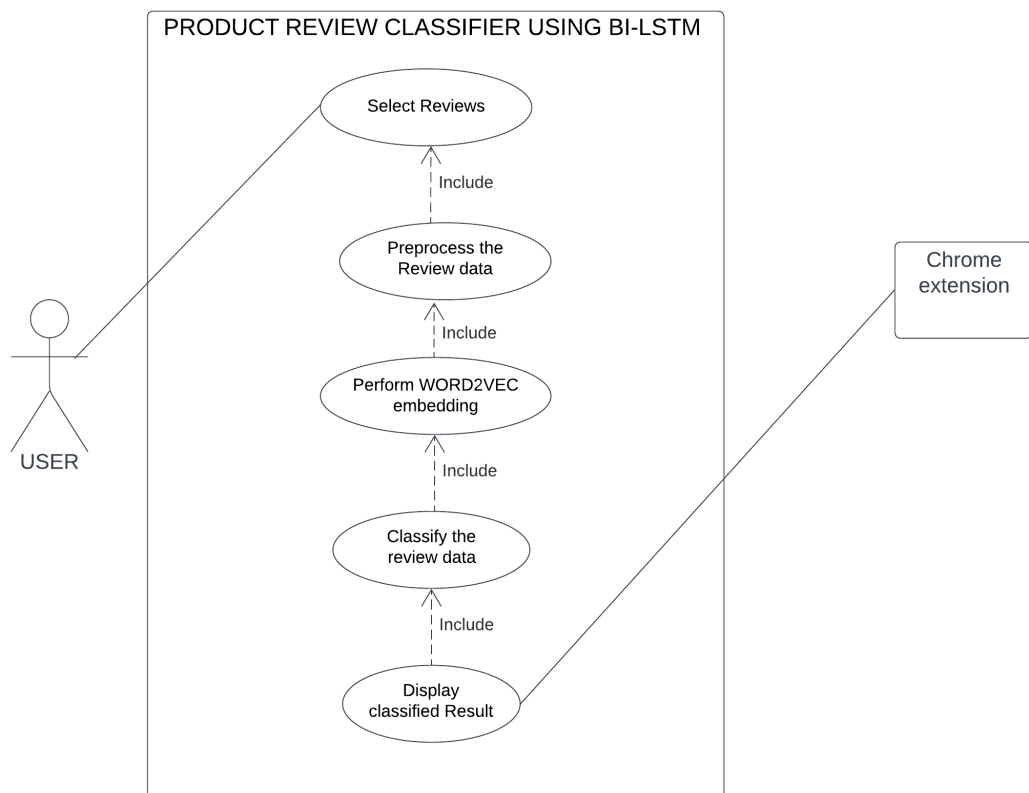 PRODUCT REVIEW CLASSIFIER USING BI-LSTM
Select Reviews
Include
Preprocess the
Review data
Chrome
extension
Include
Perform WORD2VEC
embedding
USER
Include
Classify the
review data
Include
Display
classified Result